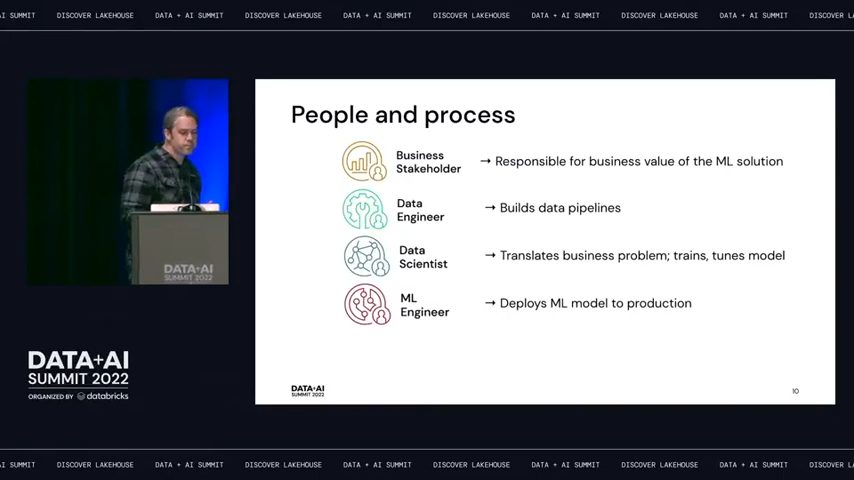 AI SUMMIT DISCOVER LAKEHOUSE DATA + AI SUMMIT DISCOVER LAKEHOUSE DATA + AI SUMMIT DISCOVER LAKEHOUSE DATA + AI SUMMIT DISCOVER LAKEHOUSE DATA + AI SUMMIT DISCOVER LA
People and process
Business
Stakeholder
→ Responsible for business value of the ML solution
Data
Engineer
→ Builds data pipelines
Data
Scientist
→ Translates business problem; trains, tunes model
ML
Engineer
→ Deploys ML model to production
DATA+AI
SUMMIT 2022
10
DATA+AI
SUMMIT 2022
DATA+AI
SUMMIT 2022
ORGANIZED BY databricks
AI SUMMIT DISCOVER LAKEHOUSE DATA + AI SUMMIT DISCOVER LAKEHOUSE DATA + AI SUMMIT DISCOVER LAKEHOUSE DATA + AI SUMMIT DISCOVER LAKEHOUSE DATA + AI SUMMIT DISCOVER LA